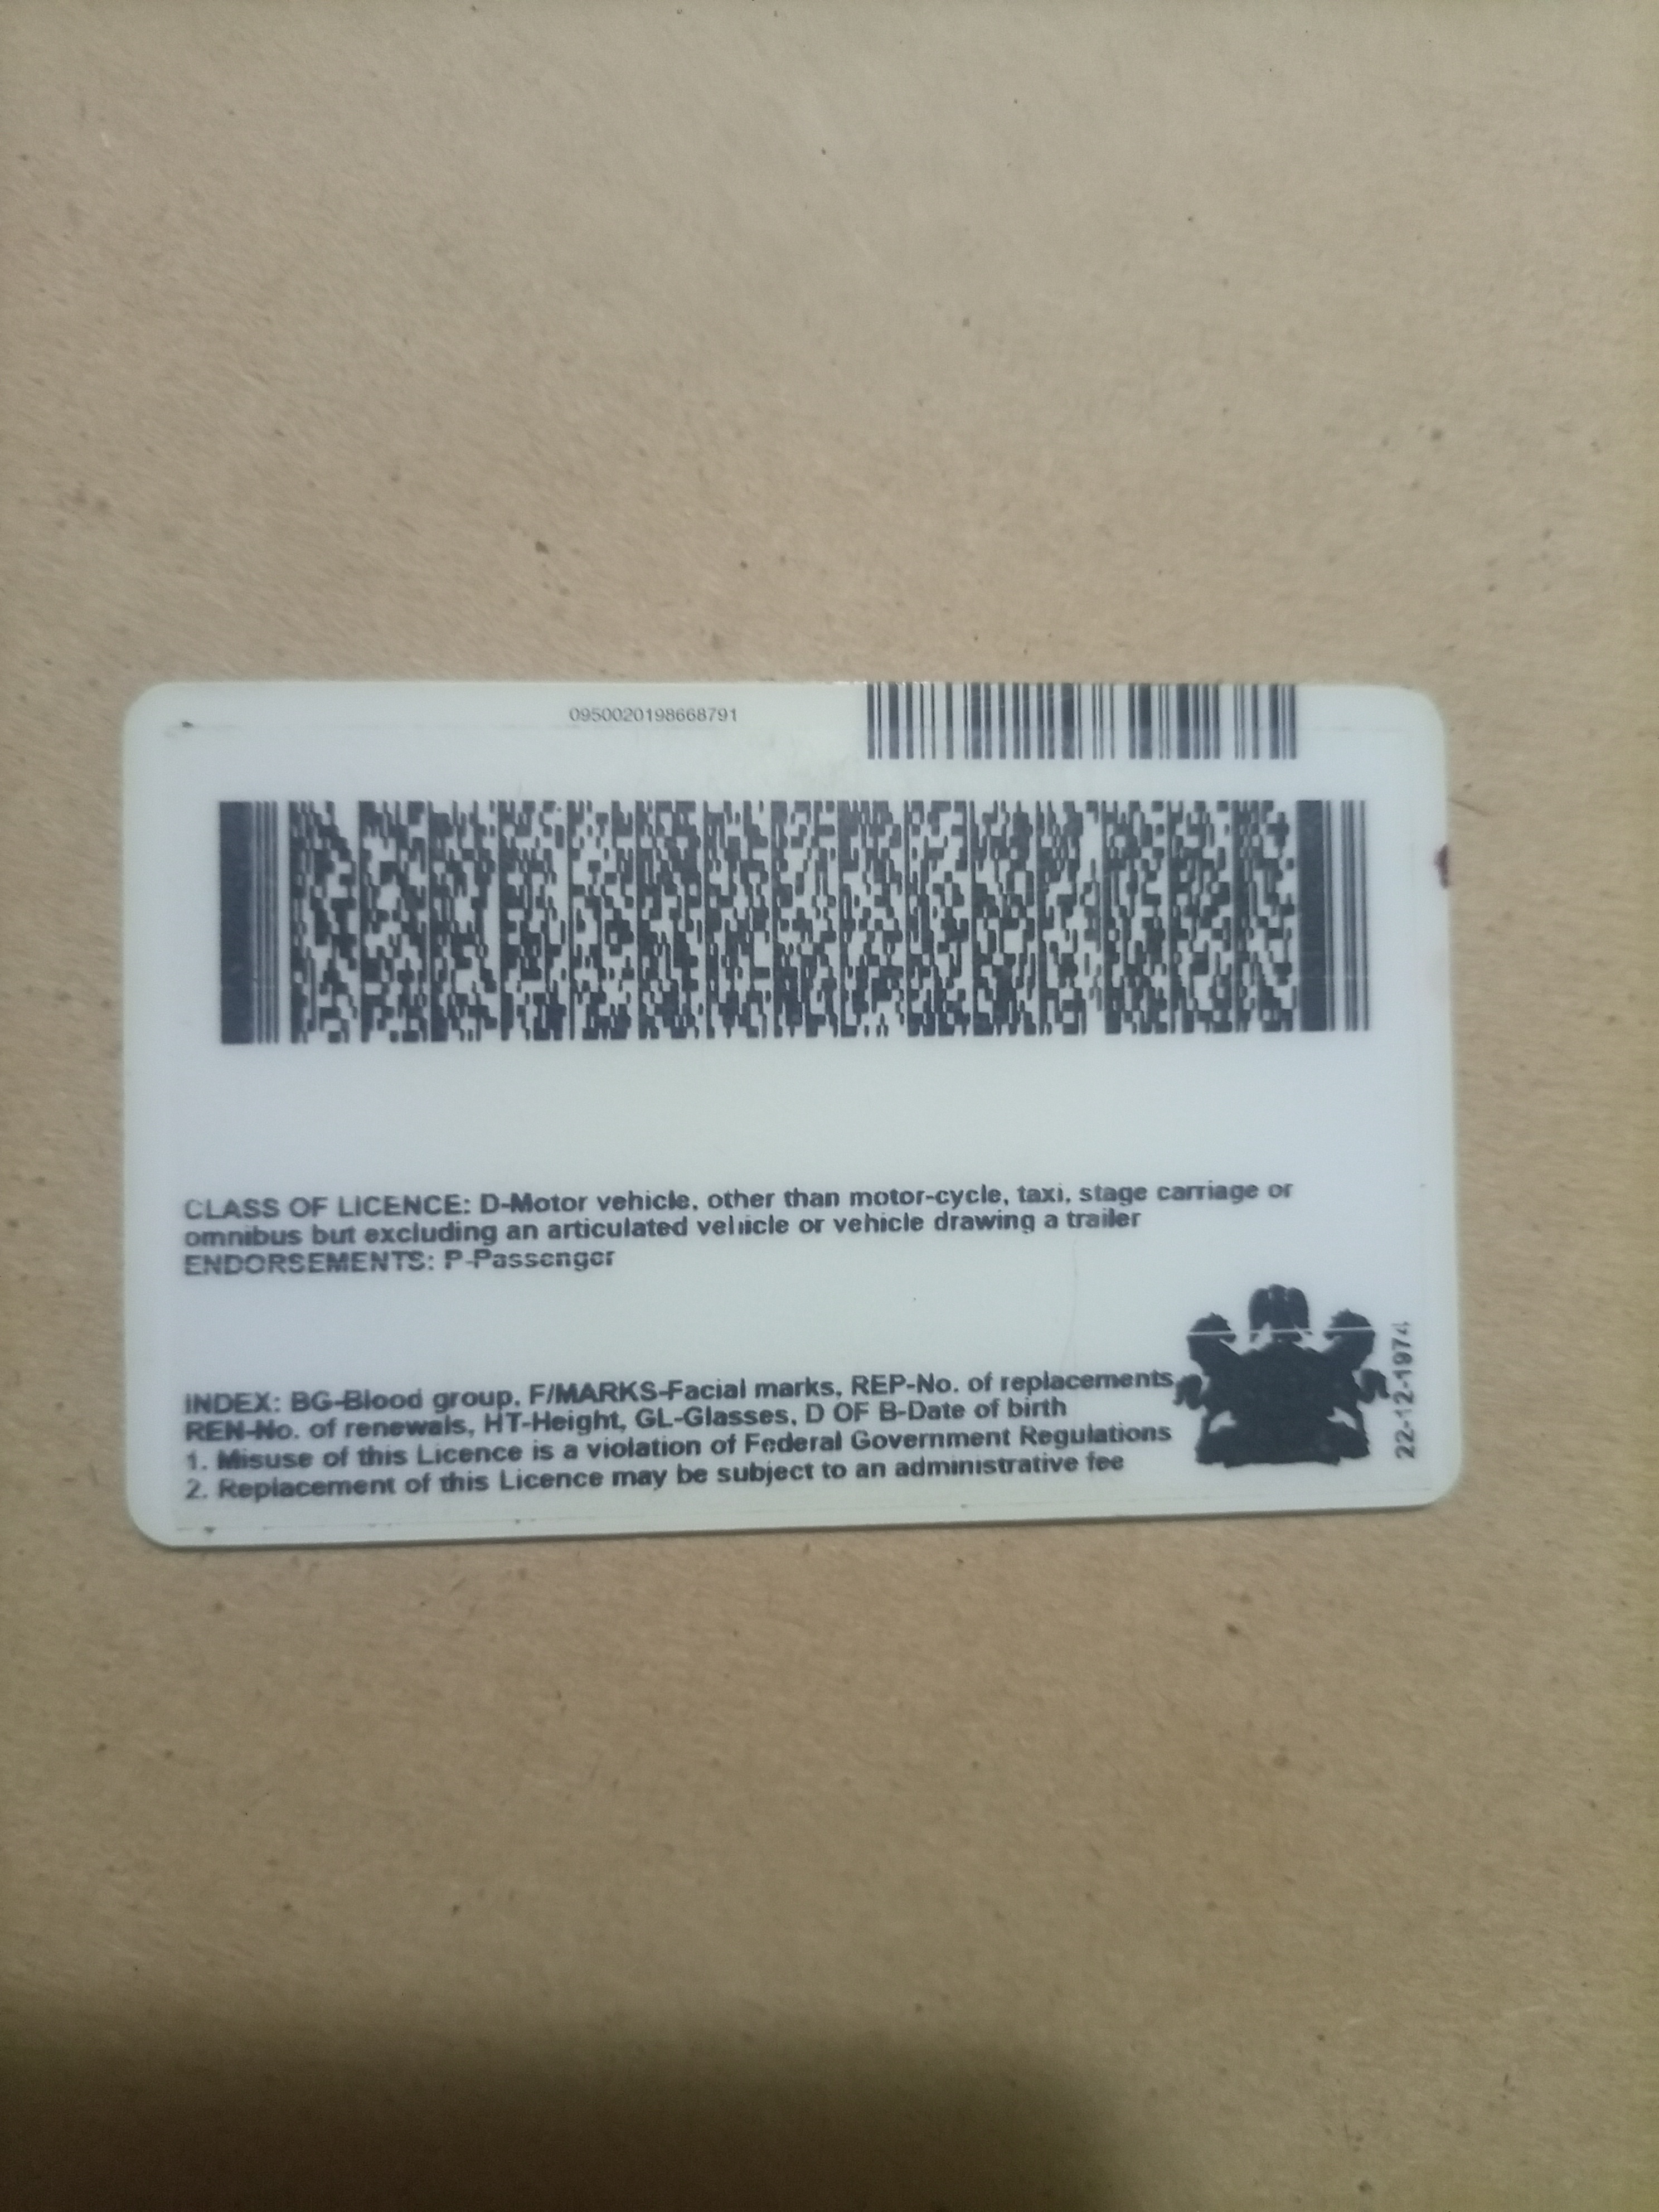 0950020198668791
CLASS OF LICENCE: D-Motor vehicle, other than motor-cycle, taxi, stage carriage or
omnibus but excluding an articulated vehicle or vehicle drawing a trailer
ENDORSEMENTS: P-Passenger
INDEX: BG-Blood group, F/MARKS-Facial marks, REP-No. of replacements,
REN-No. of renewals, HT-Height, GL-Glasses, D OF B-Date of birth
1. Misuse of this Licence is a violation of Federal Government Regulations
2. Replacement of this Licence may be subject to an administrative fee
22-12-1974